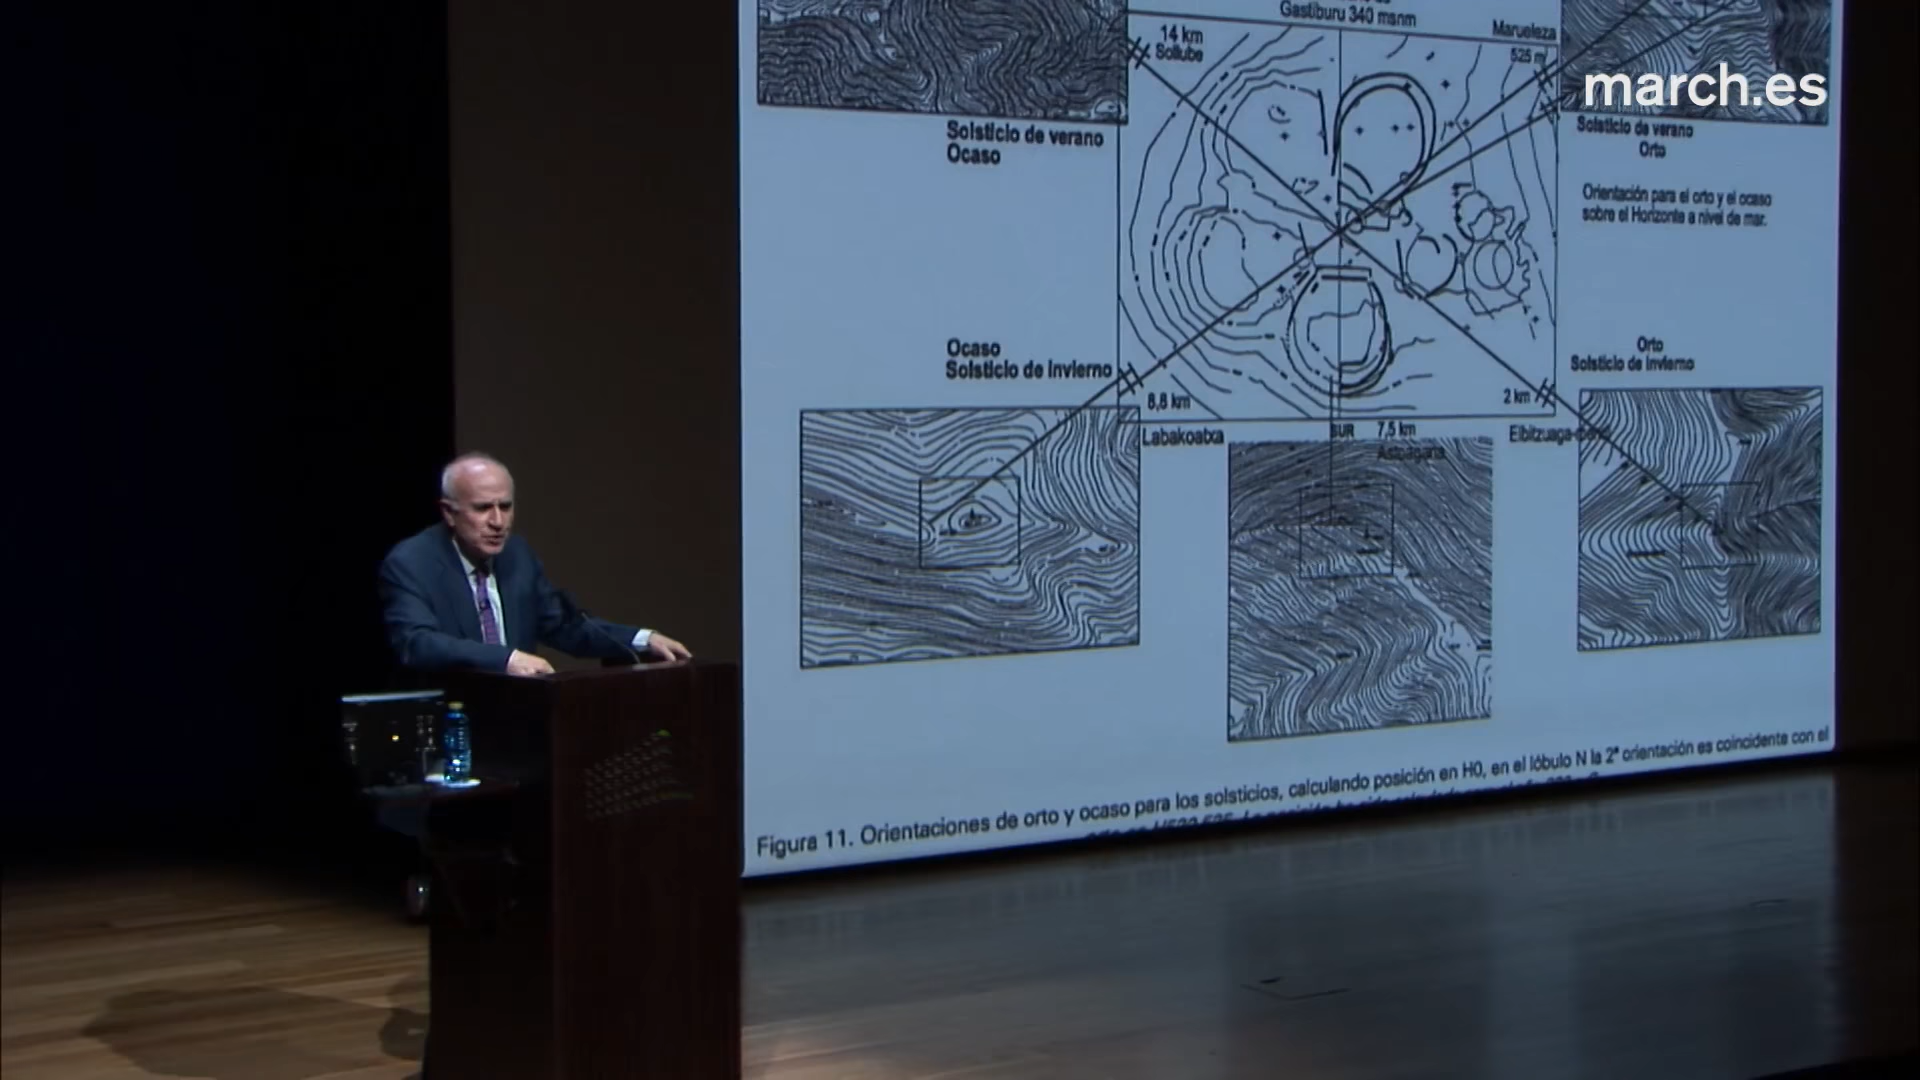 Gastiburu 340 msnm
Marueleza
14 km
Sollube
525 m
march.es
Solsticio de verano
Ocaso
Solsticio de verano
Orto
Orientación para el orto y el ocaso
sobre el Horizonte a nivel de mar.
Ocaso
Solsticio de Invierno
Orto
Solsticio de Invierno
8,8 km
2 km
Labakoatxa
SUR
7,5 km
Figura 11. Orientaciones de orto y ocaso para los solsticios, calculando posición en H0, en el lóbulo N la 2ª orientación es coincidente con el